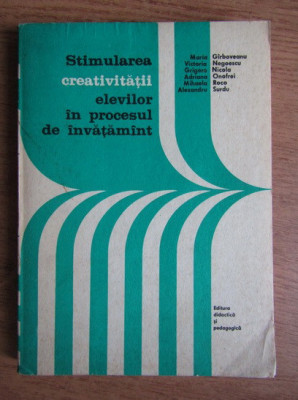 Stimularea
creativității
elevilor
în procesul
de învățămînt
Maria Gîrboveanu
Victoria Negoescu
Grigore Nicola
Adriana Onofrei
Mihaela Roco
Alexandru Surdu
Editura
didactică
și
pedagogică